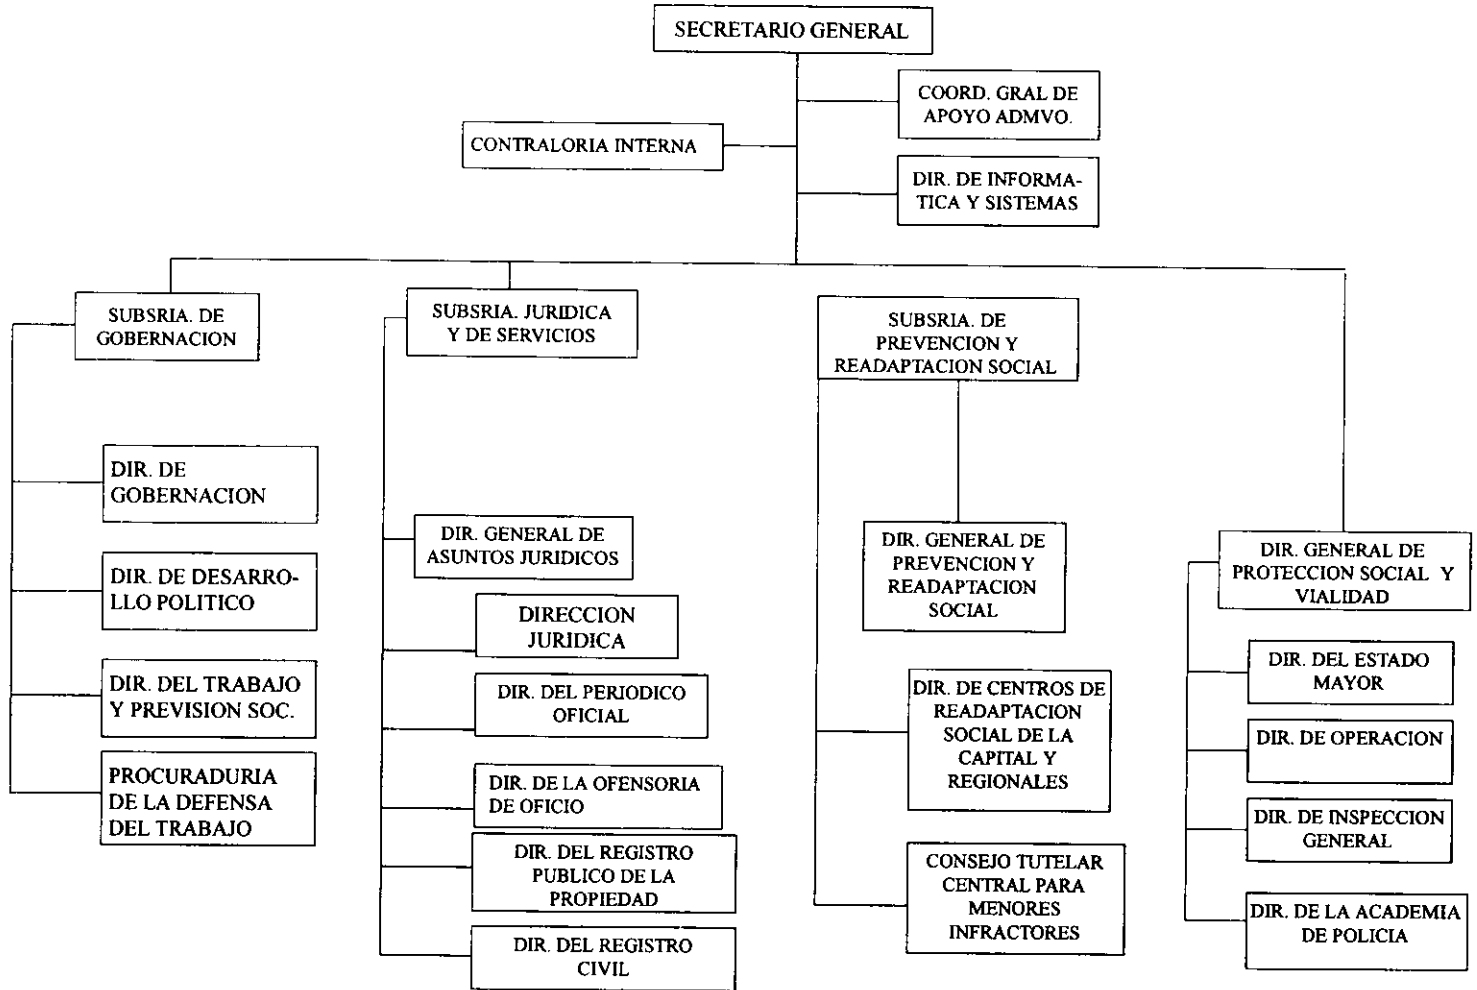 SECRETARIO GENERAL
COORD. GRAL DE
APOYO ADMVO.
CONTRALORIA INTERNA
DIR. DE INFORMA-
TICA Y SISTEMAS
SUBSRIA. DE
GOBERNACION
DIR. DE
GOBERNACION
DIR. DE DESARRO-
LLO POLITICO
DIR. DEL TRABAJO
Y PREVISION SOC.
PROCURADURIA
DE LA DEFENSA
DEL TRABAJO
SUBSRIA. JURIDICA
Y DE SERVICIOS
DIR. GENERAL DE
ASUNTOS JURIDICOS
DIRECCION
JURIDICA
DIR. DEL PERIODICO
OFICIAL
DIR. DE LA OFENSORIA
DE OFICIO
DIR. DEL REGISTRO
PUBLICO DE LA
PROPIEDAD
DIR. DEL REGISTRO
CIVIL
SUBSRIA. DE
PREVENCION Y
READAPTACION SOCIAL
DIR. GENERAL DE
PREVENCION Y
READAPTACION
SOCIAL
DIR. DE CENTROS DE
READAPTACION
SOCIAL DE LA
CAPITAL Y
REGIONALES
CONSEJO TUTELAR
CENTRAL PARA
MENORES
INFRACTORES
DIR. GENERAL DE
PROTECCION SOCIAL Y
VIALIDAD
DIR. DEL ESTADO
MAYOR
DIR. DE OPERACION
DIR. DE INSPECCION
GENERAL
DIR. DE LA ACADEMIA
DE POLICIA